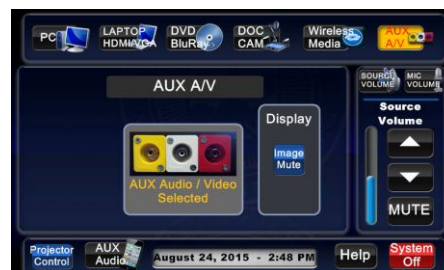 PC
LAPTOP
HDMI/VGA
DVD
BluRay
DOC
CAM
Wireless
Media
AUX
A/V
AUX A/V
SOURCE
VOLUME
MIC
VOLUME
Source
Volume
Display
Image
Mute
AUX Audio / Video
Selected
MUTE
Projector
Control
AUX
Audio
August 24, 2015 - 2:48 PM
Help
System
Off